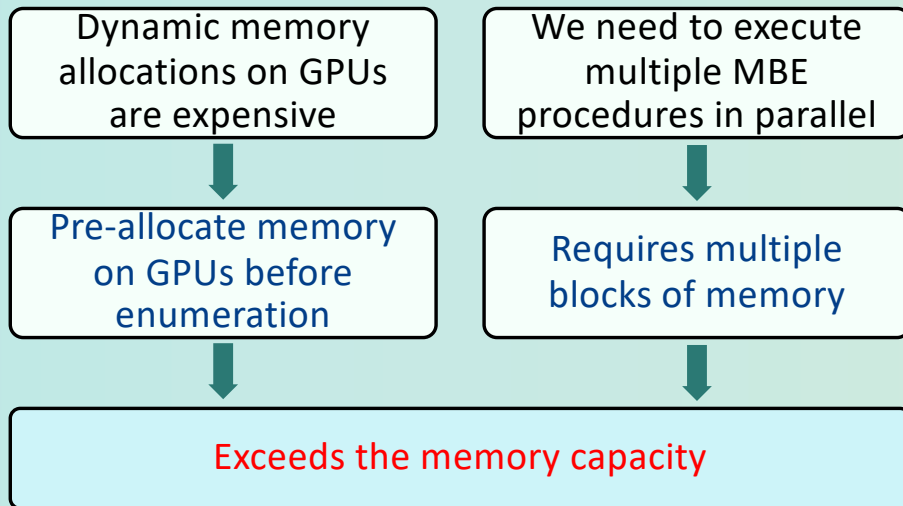 Dynamic memory
allocations on GPUs
are expensive
We need to execute
multiple MBE
procedures in parallel
Pre-allocate memory
on GPUs before
enumeration
Requires multiple
blocks of memory
Exceeds the memory capacity